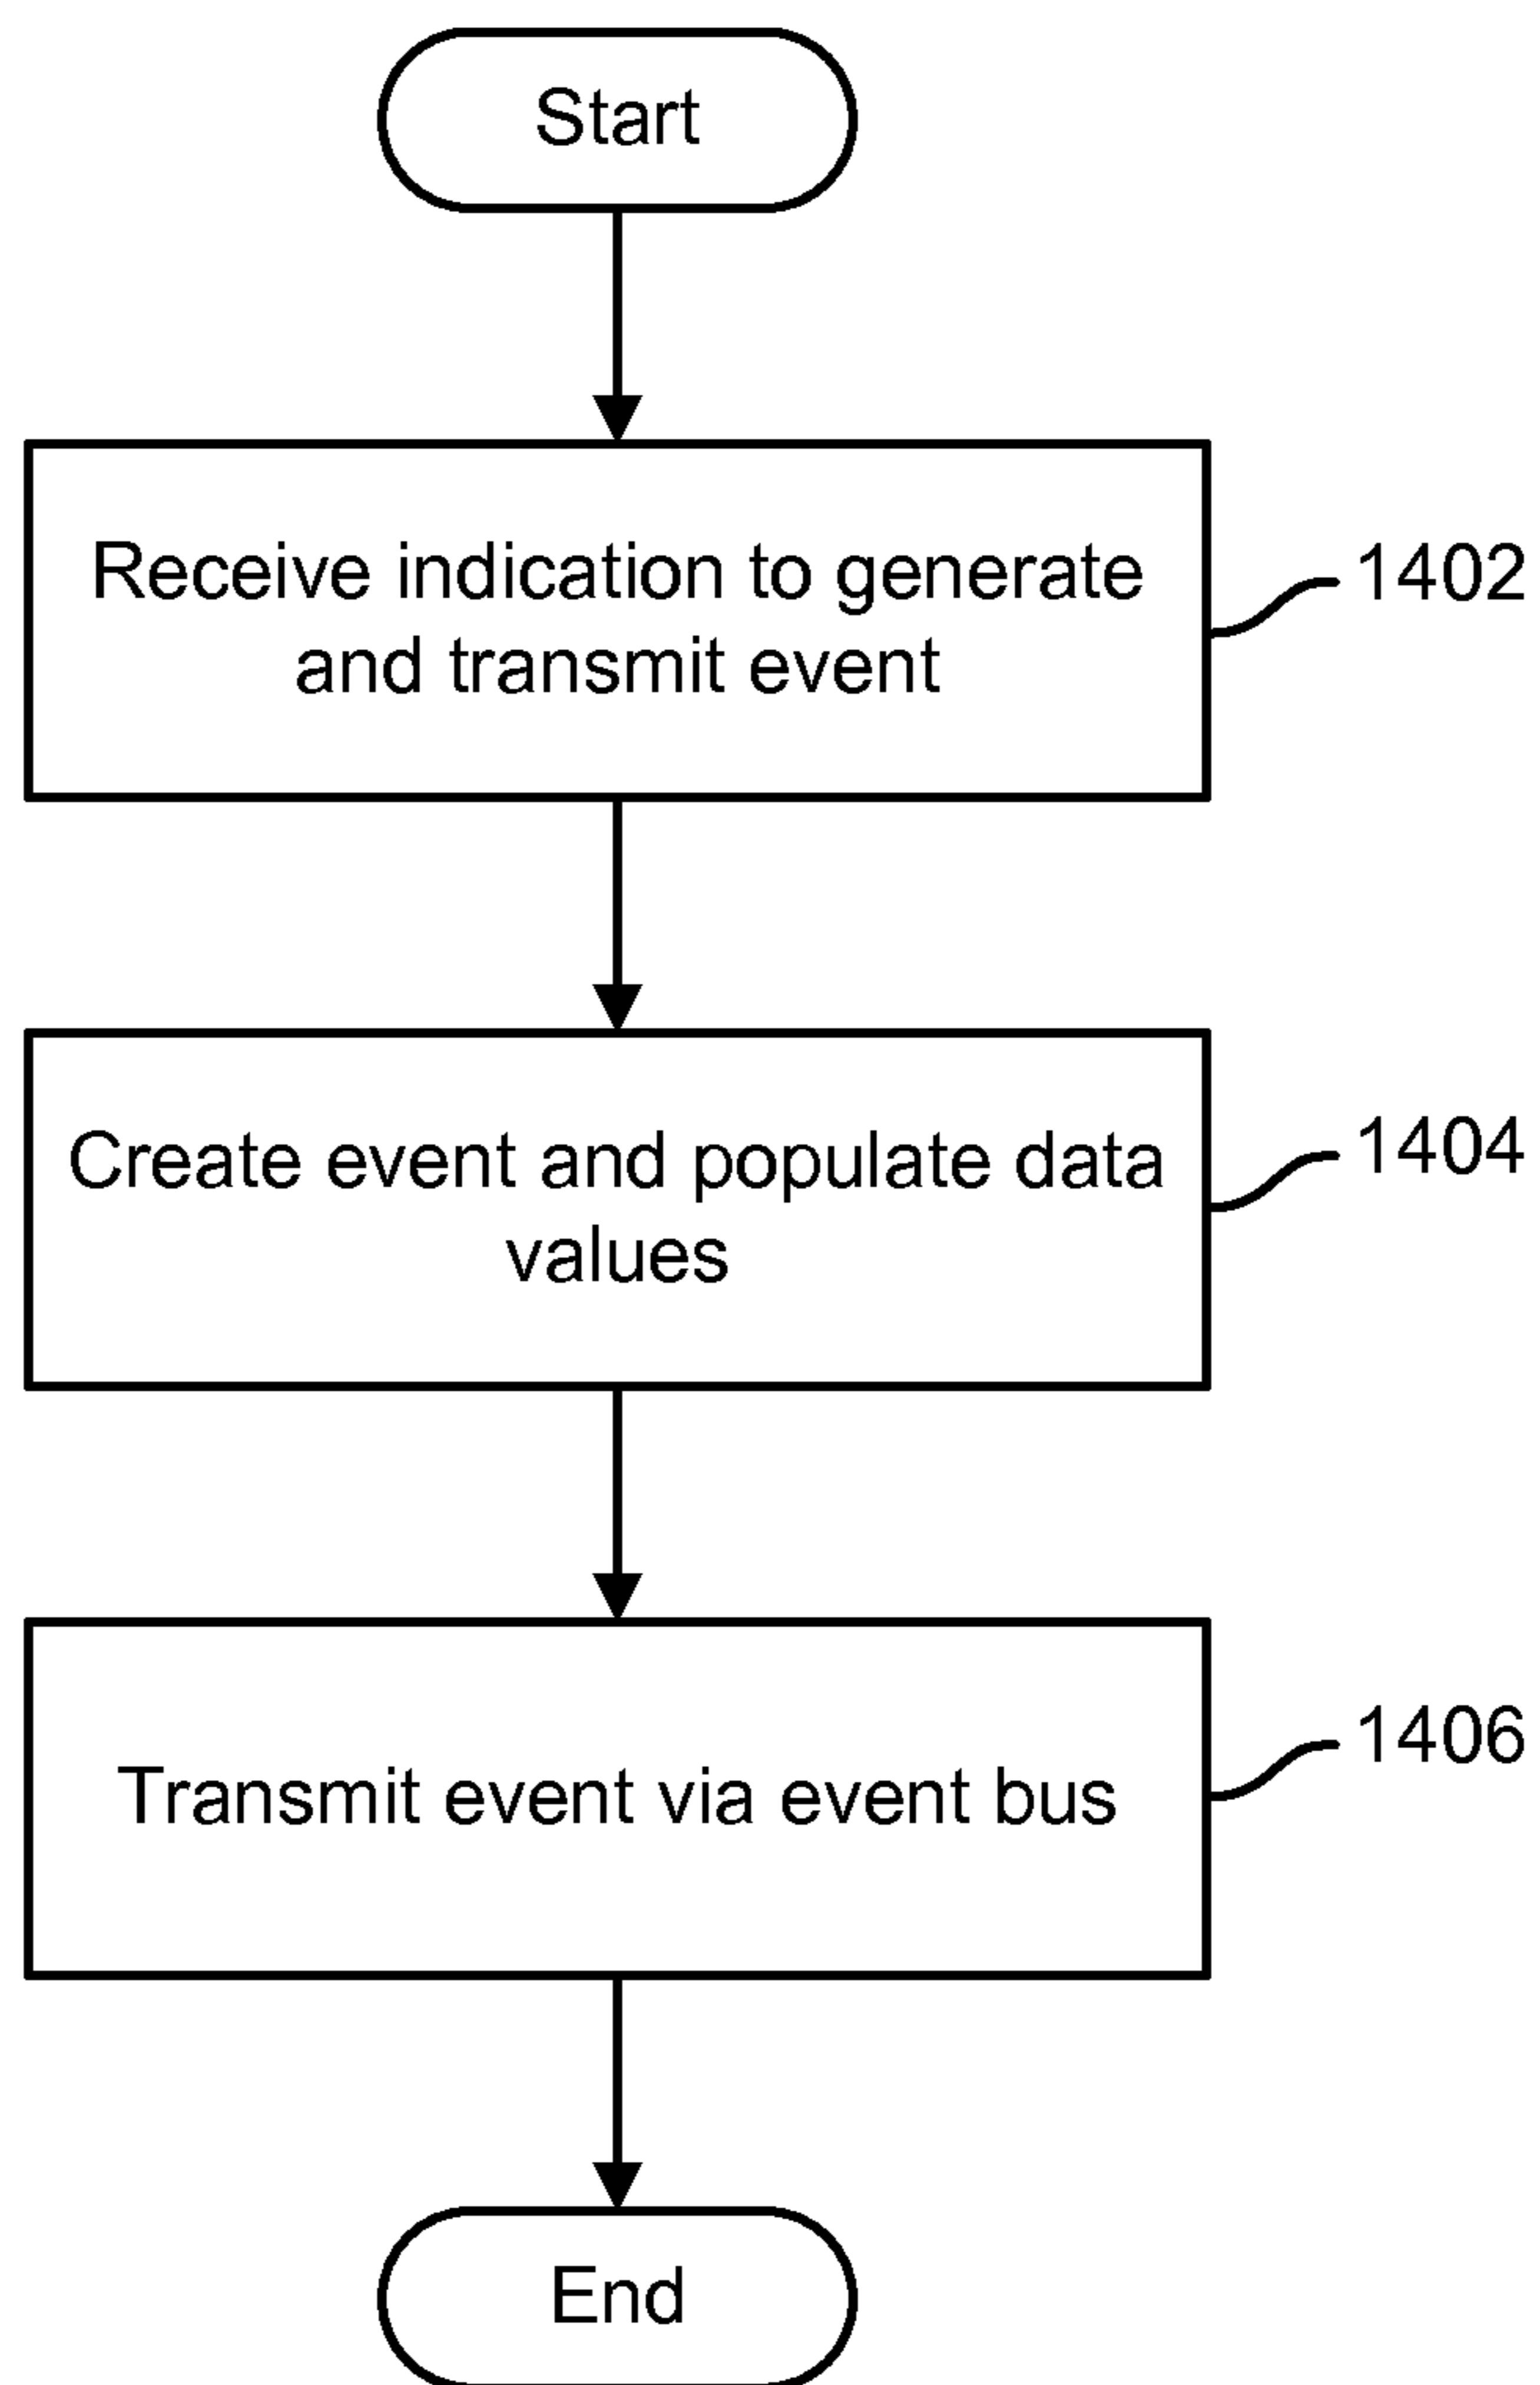 Start
Receive indication to generate
and transmit event
1402
Create event and populate data
values
1404
Transmit event via event bus
1406
End